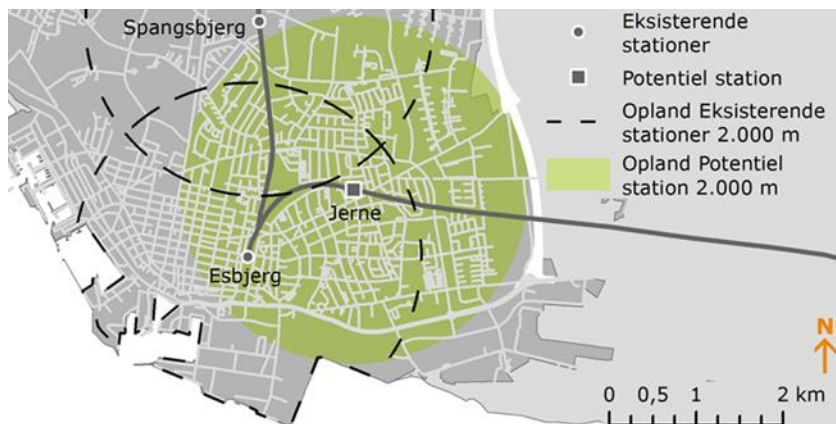 Spangsbjerg
Jerne
Esbjerg
Eksisterende
stationer
Potentiel station
Opland Eksisterende
stationer 2.000 m
Opland Potentiel
station 2.000 m
N
0 0,5 1 2 km